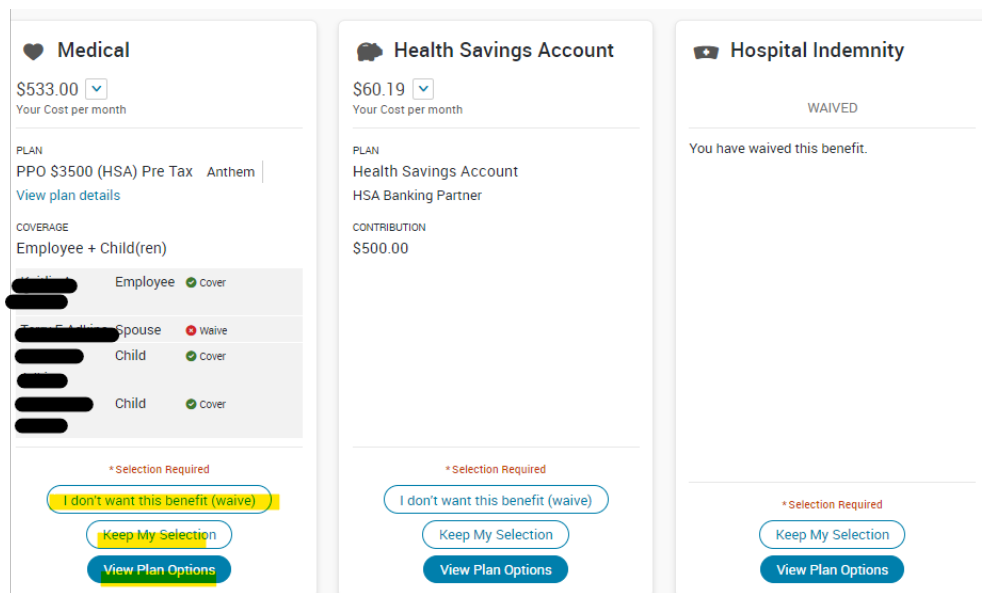 Medical
$533.00
Your Cost per month
PLAN
PPO $3500 (HSA) Pre Tax Anthem
View plan details
COVERAGE
Employee + Child(ren)
Employee Cover
Spouse Waive
Child Cover
Child Cover
* Selection Required
I don't want this benefit (waive)
Keep My Selection
View Plan Options
Health Savings Account
$60.19
Your Cost per month
PLAN
Health Savings Account
HSA Banking Partner
CONTRIBUTION
$500.00
* Selection Required
I don't want this benefit (waive)
Keep My Selection
View Plan Options
Hospital Indemnity
WAIVED
You have waived this benefit.
* Selection Required
Keep My Selection
View Plan Options